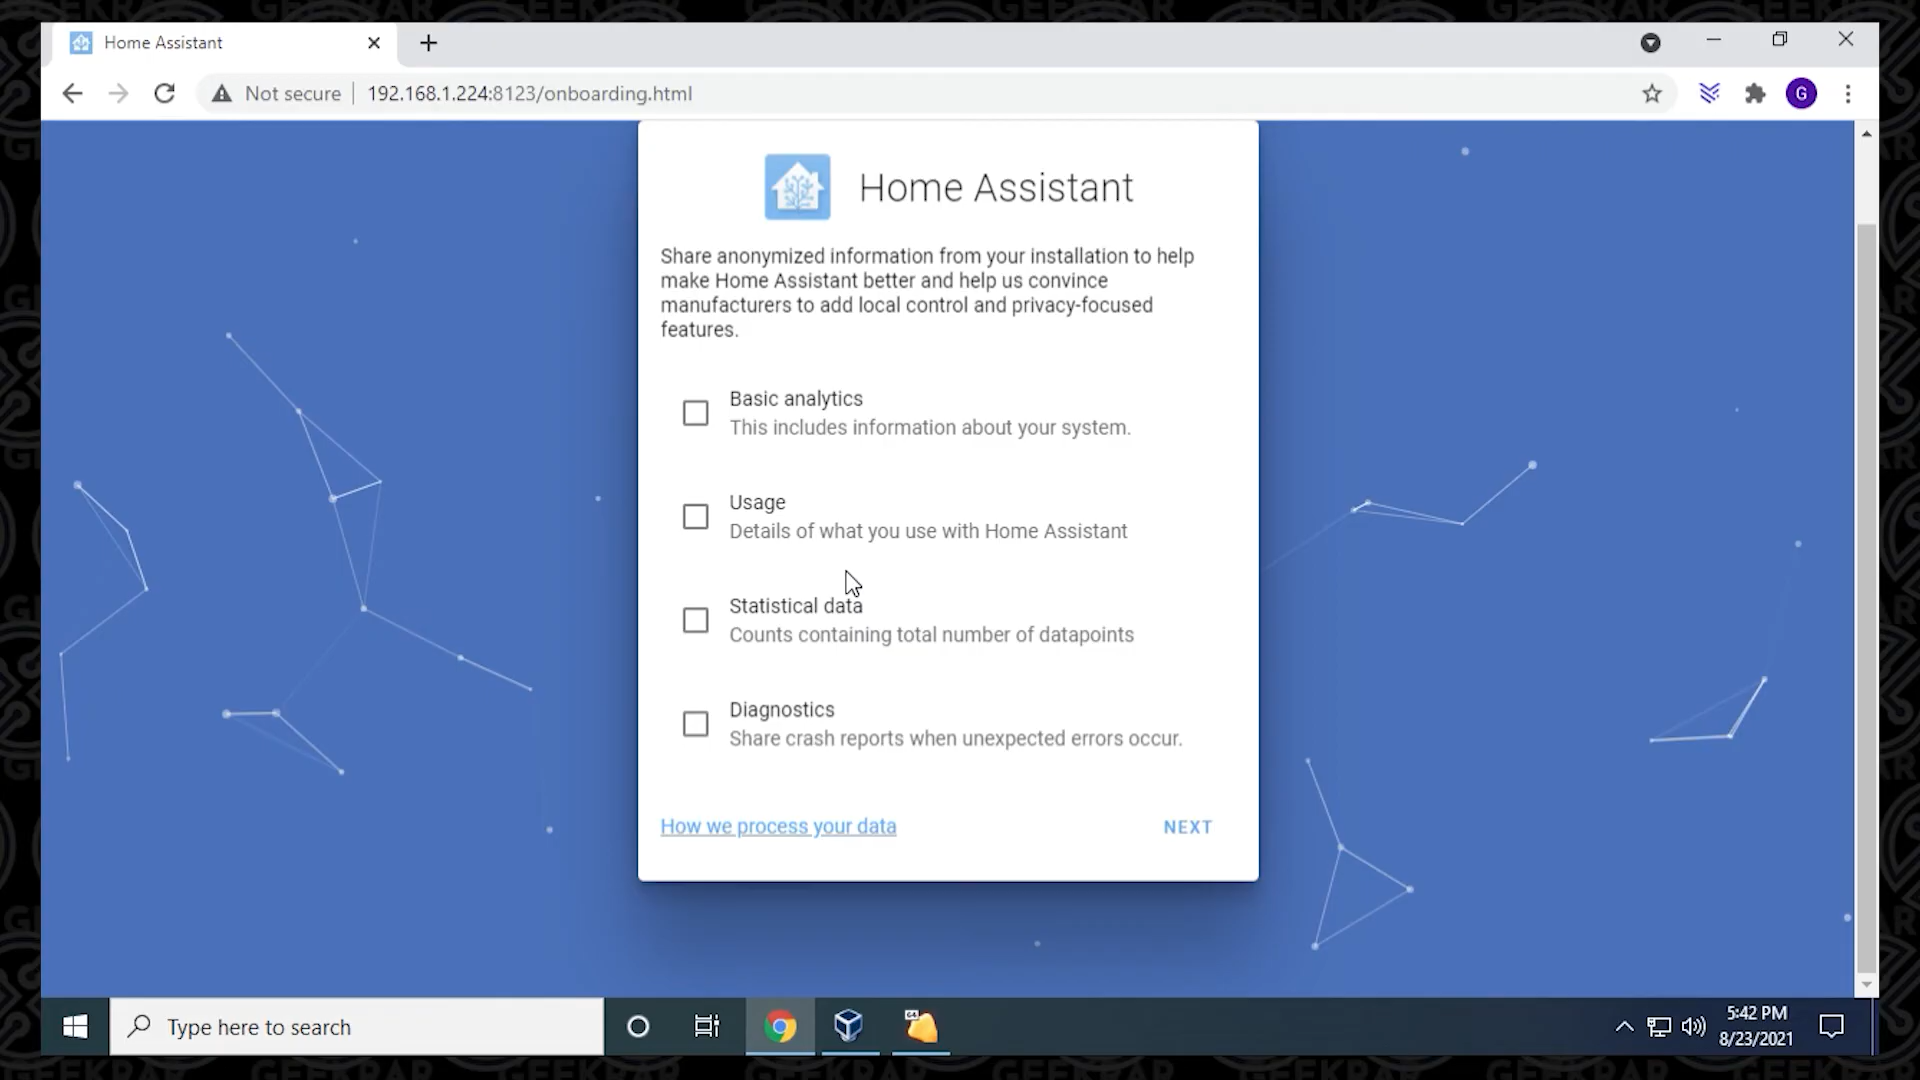 Home Assistant
Not secure
192.168.1.224:8123/onboarding.html
G
Home Assistant
Share anonymized information from your installation to help
make Home Assistant better and help us convince
manufacturers to add local control and privacy-focused
features.
Basic analytics
This includes information about your system.
Usage
Details of what you use with Home Assistant
Statistical data
Counts containing total number of datapoints
Diagnostics
Share crash reports when unexpected errors occur.
How we process your data
NEXT
Type here to search
64
5:42 PM
8/23/2021